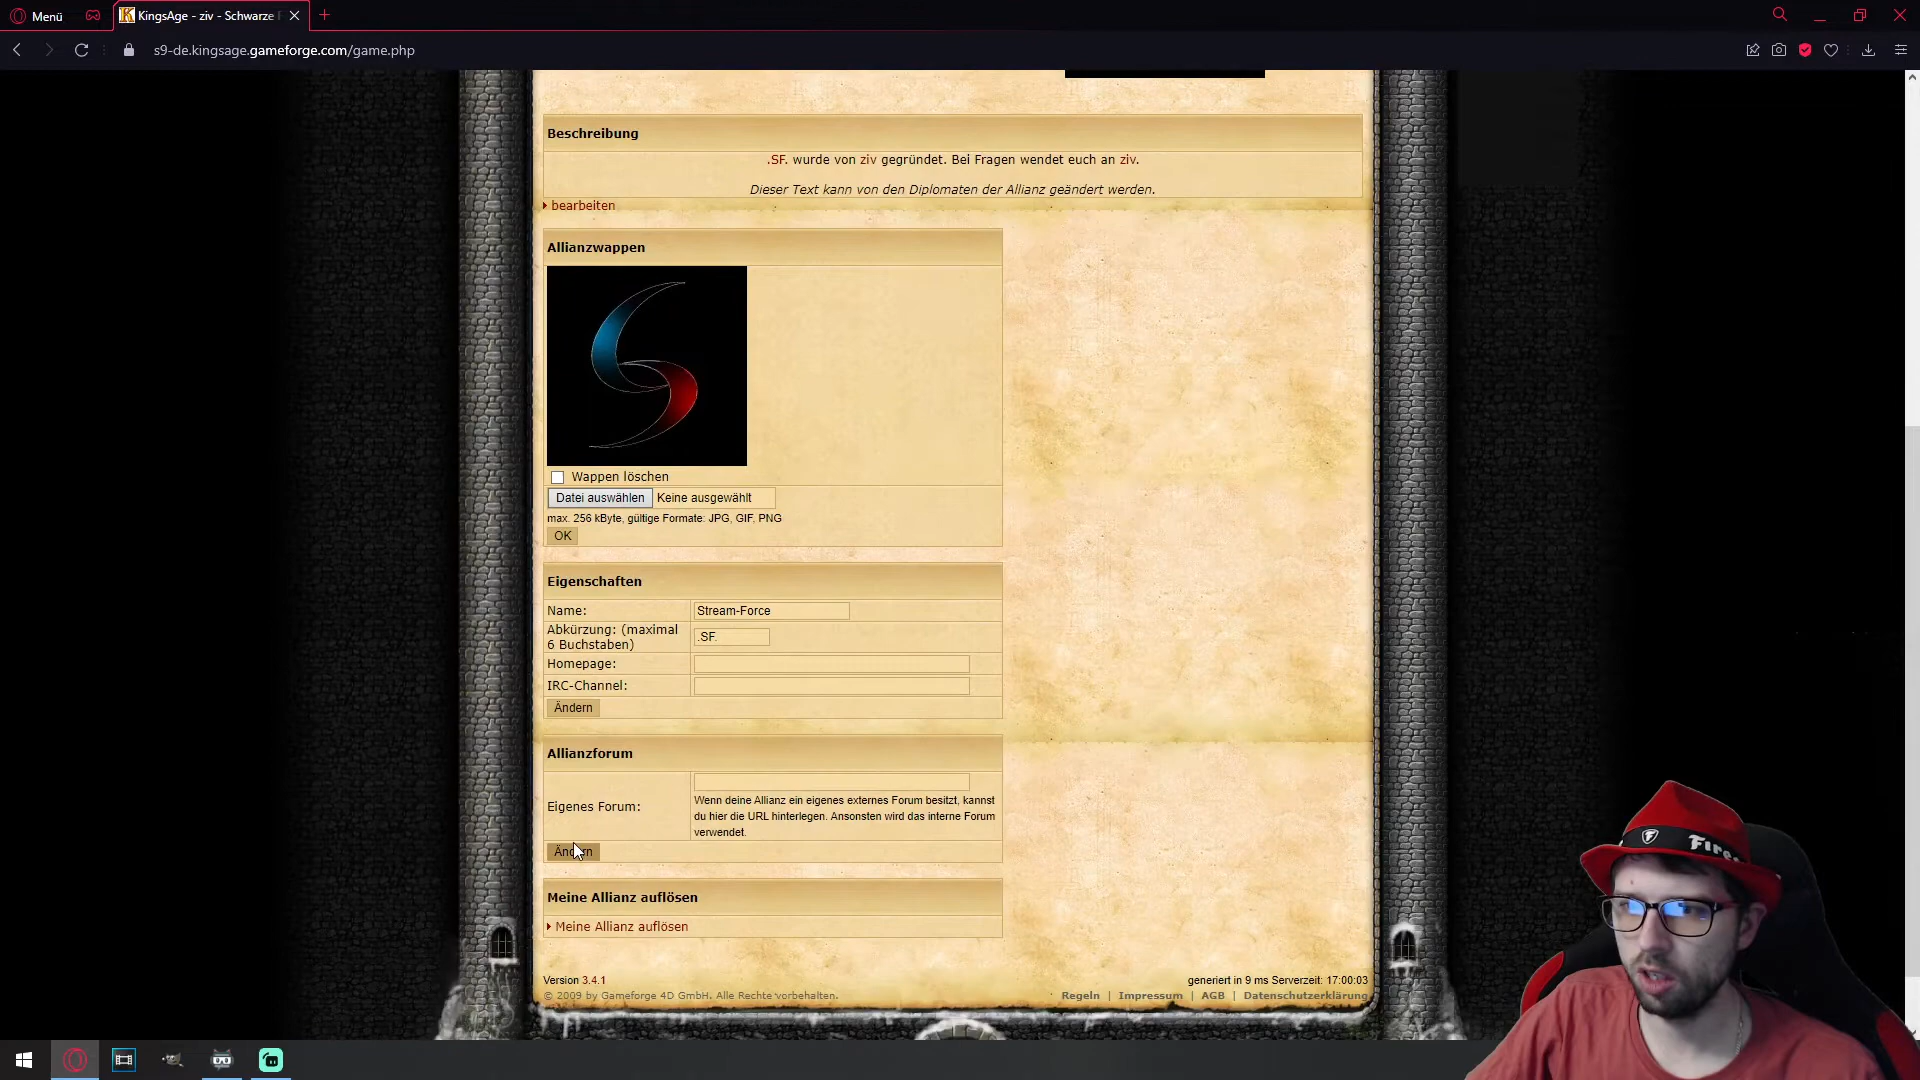 Menü
KingsAge - ziv - Schwarze
s9-de.kingsage.gameforge.com/game.php
Beschreibung
.SF. wurde von ziv gegründet. Bei Fragen wendet euch an ziv.
Dieser Text kann von den Diplomaten der Allianz geändert werden.
bearbeiten
Allianzwappen
Wappen löschen
Datei auswählen Keine ausgewählt
max. 256 kByte, gültige Formate: JPG, GIF, PNG
OK
Eigenschaften
Name: Stream-Force
Abkürzung: (maximal
6 Buchstaben) .SF.
Homepage:
IRC-Channel:
Ändern
Allianzforum
Eigenes Forum:
Wenn deine Allianz ein eigenes externes Forum besitzt, kannst
du hier die URL hinterlegen. Ansonsten wird das interne Forum
verwendet.
Ändern
Meine Allianz auflösen
Meine Allianz auflösen
Version 3.4.1 generiert in 9 ms Serverzeit: 17:00:03
© 2009 by Gameforge 4D GmbH. Alle Rechte vorbehalten. Regeln | Impressum | AGB | Datenschutzerklärung